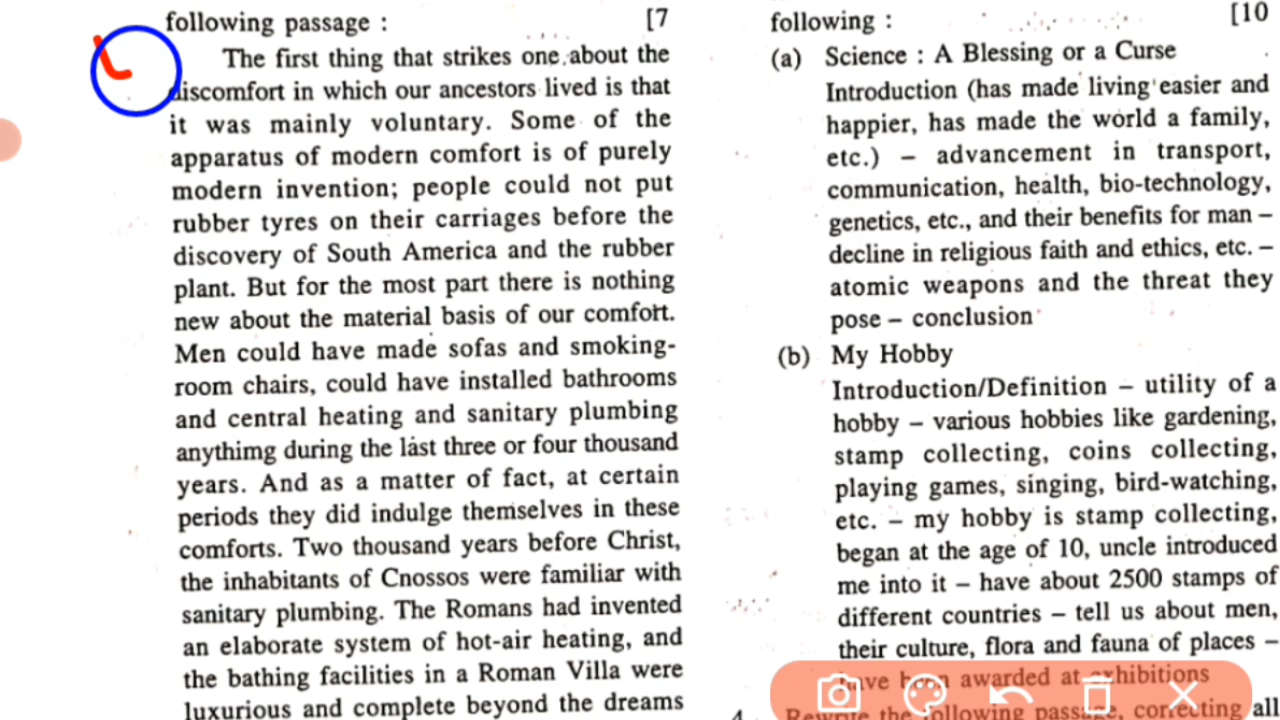 following passage : [7
The first thing that strikes one about the
discomfort in which our ancestors lived is that
it was mainly voluntary. Some of the
apparatus of modern comfort is of purely
modern invention; people could not put
rubber tyres on their carriages before the
discovery of South America and the rubber
plant. But for the most part there is nothing
new about the material basis of our comfort.
Men could have made sofas and smoking-
room chairs, could have installed bathrooms
and central heating and sanitary plumbing
anythimg during the last three or four thousand
years. And as a matter of fact, at certain
periods they did indulge themselves in these
comforts. Two thousand years before Christ,
the inhabitants of Cnossos were familiar with
sanitary plumbing. The Romans had invented
an elaborate system of hot-air heating, and
the bathing facilities in a Roman Villa were
luxurious and complete beyond the dreams
following : [10
(a) Science : A Blessing or a Curse
Introduction (has made living easier and
happier, has made the world a family,
etc.) – advancement in transport,
communication, health, bio-technology,
genetics, etc., and their benefits for man –
decline in religious faith and ethics, etc. –
atomic weapons and the threat they
pose – conclusion
(b) My Hobby
Introduction/Definition – utility of a
hobby – various hobbies like gardening,
stamp collecting, coins collecting,
playing games, singing, bird-watching,
etc. – my hobby is stamp collecting,
began at the age of 10, uncle introduced
me into it – have about 2500 stamps of
different countries – tell us about men,
their culture, flora and fauna of places –
have been awarded at exhibitions
4. Rewrite the following passage, correcting all